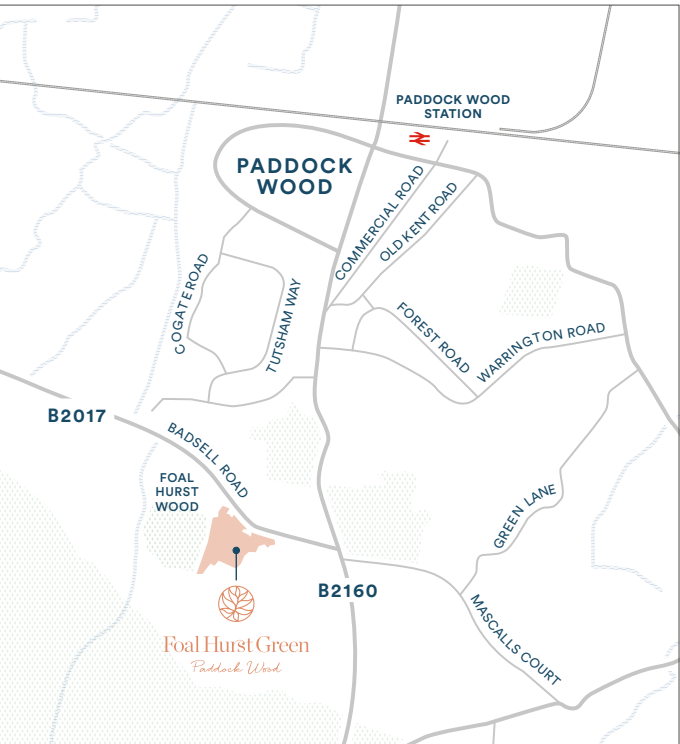 PADDOCK WOOD
STATION
PADDOCK
WOOD
COMMERCIAL ROAD
OLD KENT ROAD
COGATE ROAD
TUTSHAM WAY
FOREST ROAD
WARRINGTON ROAD
B2017
BADSELL ROAD
FOAL
HURST
WOOD
GREEN LANE
B2160
MASCALLS COURT
Foal Hurst Green
Paddock Wood